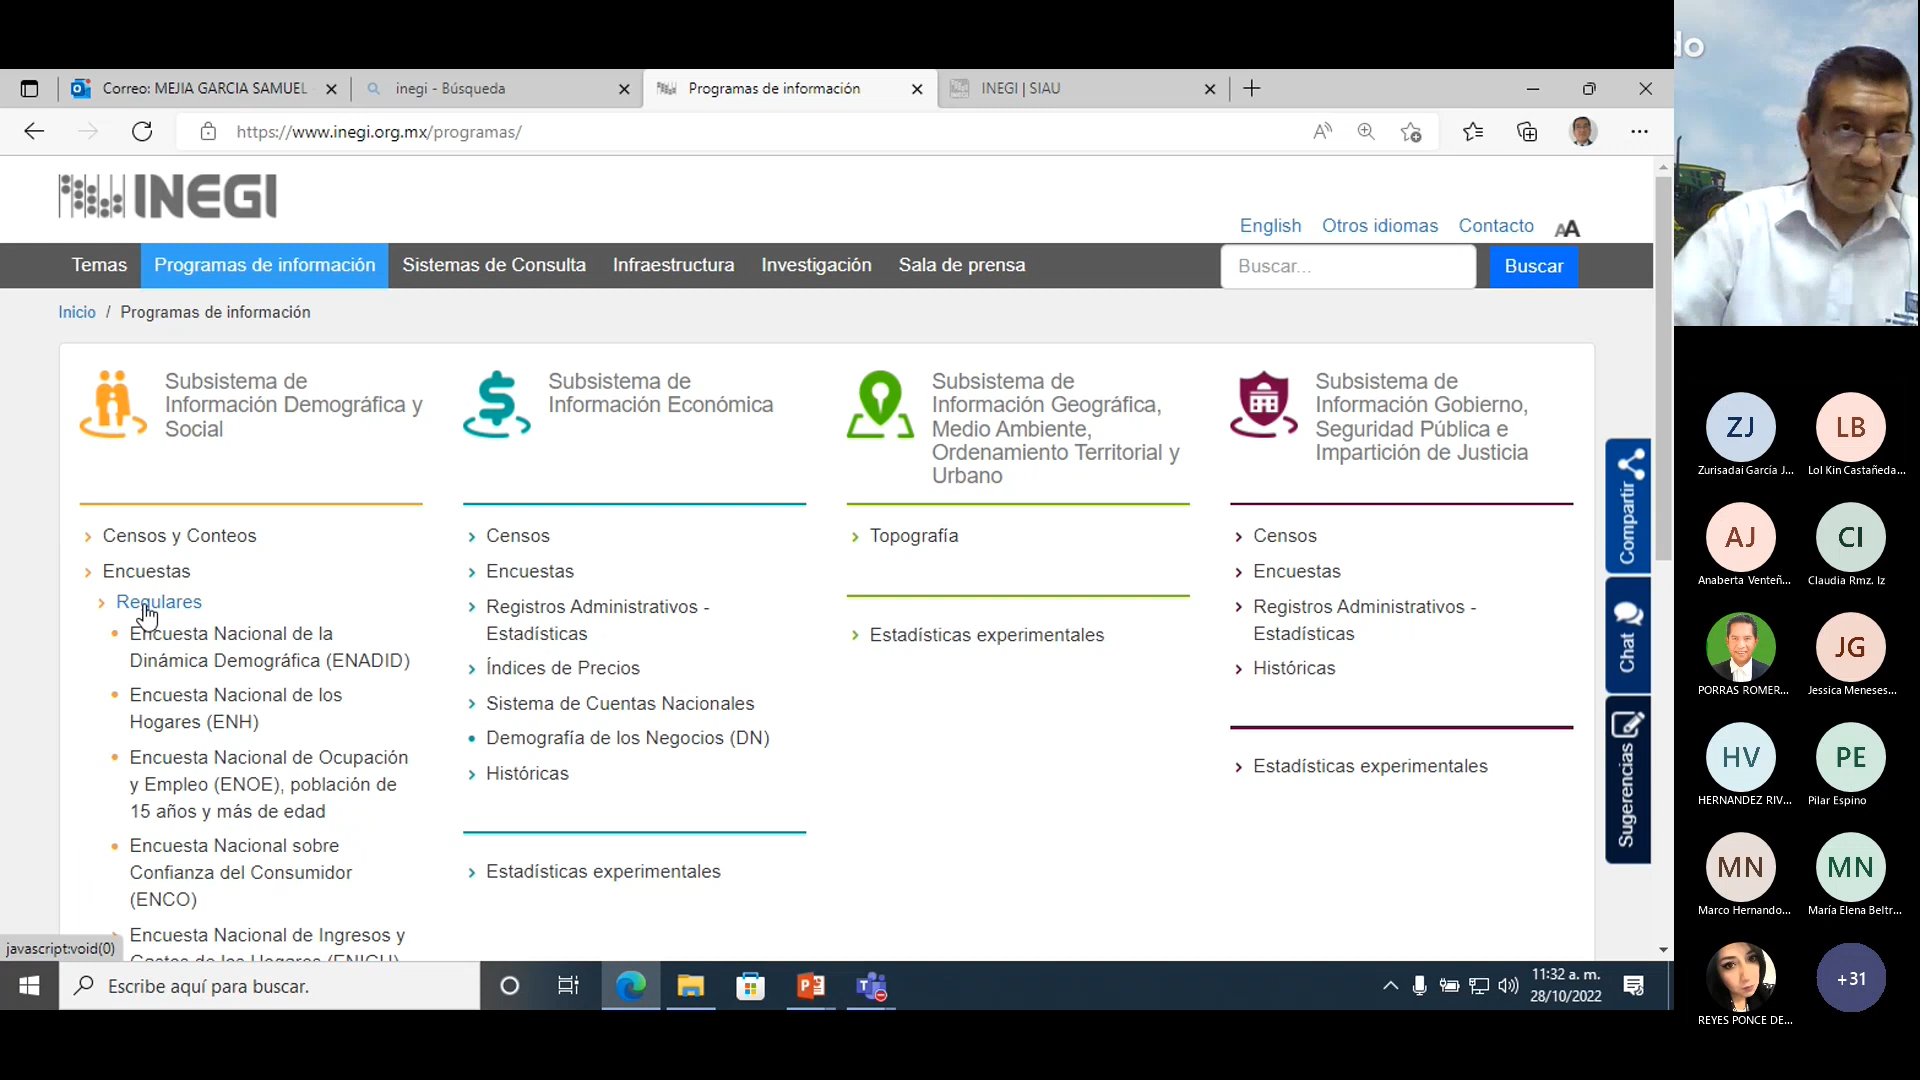 Correo: MEJIA GARCIA SAMUEL
inegi - Búsqueda
Programas de información
INEGI | SIAU
https://www.inegi.org.mx/programas/
INEGI
English
Otros idiomas
Contacto
AA
Temas
Programas de información
Sistemas de Consulta
Infraestructura
Investigación
Sala de prensa
Buscar...
Buscar
Inicio / Programas de información
Subsistema de
Información Demográfica y
Social
Censos y Conteos
Encuestas
Regulares
Encuesta Nacional de la
Dinámica Demográfica (ENADID)
Encuesta Nacional de los
Hogares (ENH)
Encuesta Nacional de Ocupación
y Empleo (ENOE), población de
15 años y más de edad
Encuesta Nacional sobre
Confianza del Consumidor
(ENCO)
Encuesta Nacional de Ingresos y
Gastos de los Hogares (ENIGH)
Subsistema de
Información Económica
Censos
Encuestas
Registros Administrativos -
Estadísticas
Índices de Precios
Sistema de Cuentas Nacionales
Demografía de los Negocios (DN)
Históricas
Estadísticas experimentales
Subsistema de
Información Geográfica,
Medio Ambiente,
Ordenamiento Territorial y
Urbano
Topografía
Estadísticas experimentales
Subsistema de
Información Gobierno,
Seguridad Pública e
Impartición de Justicia
Censos
Encuestas
Registros Administrativos -
Estadísticas
Históricas
Estadísticas experimentales
Compartir
Chat
Sugerencias
javascript:void(0)
Escribe aquí para buscar.
11:32 a. m.
28/10/2022
do
ZJ
Zurisadai García J...
LB
Lol Kin Castañeda...
AJ
Anaberta Venteñ...
CI
Claudia Rmz. Iz
PORRAS ROMER...
JG
Jessica Meneses...
HV
HERNANDEZ RIV...
PE
Pilar Espino
MN
Marco Hernando...
MN
María Elena Beltr...
REYES PONCE DE...
+31